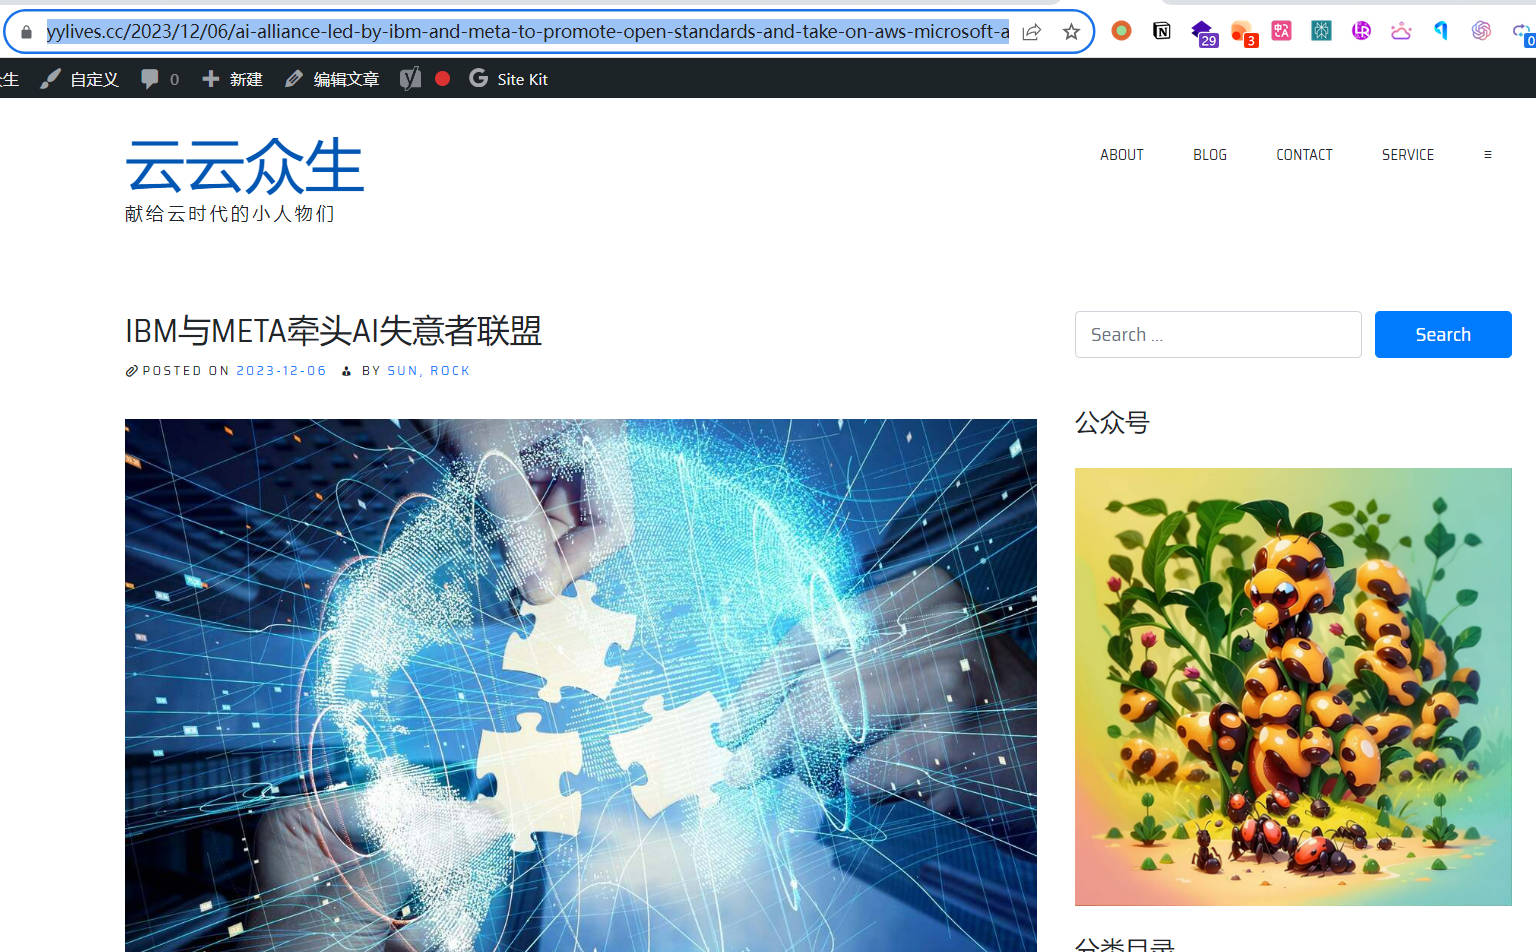 yylives.cc/2023/12/06/ai-alliance-led-by-ibm-and-meta-to-promote-open-standards-and-take-on-aws-microsoft-a
29
3
0
生 自定义 0 新建 编辑文章 Site Kit
云云众生
献给云时代的小人物们
ABOUT BLOG CONTACT SERVICE ≡
IBM与META牵头AI失意者联盟
POSTED ON 2023-12-06 BY SUN, ROCK
Search ... Search
公众号
分类目录